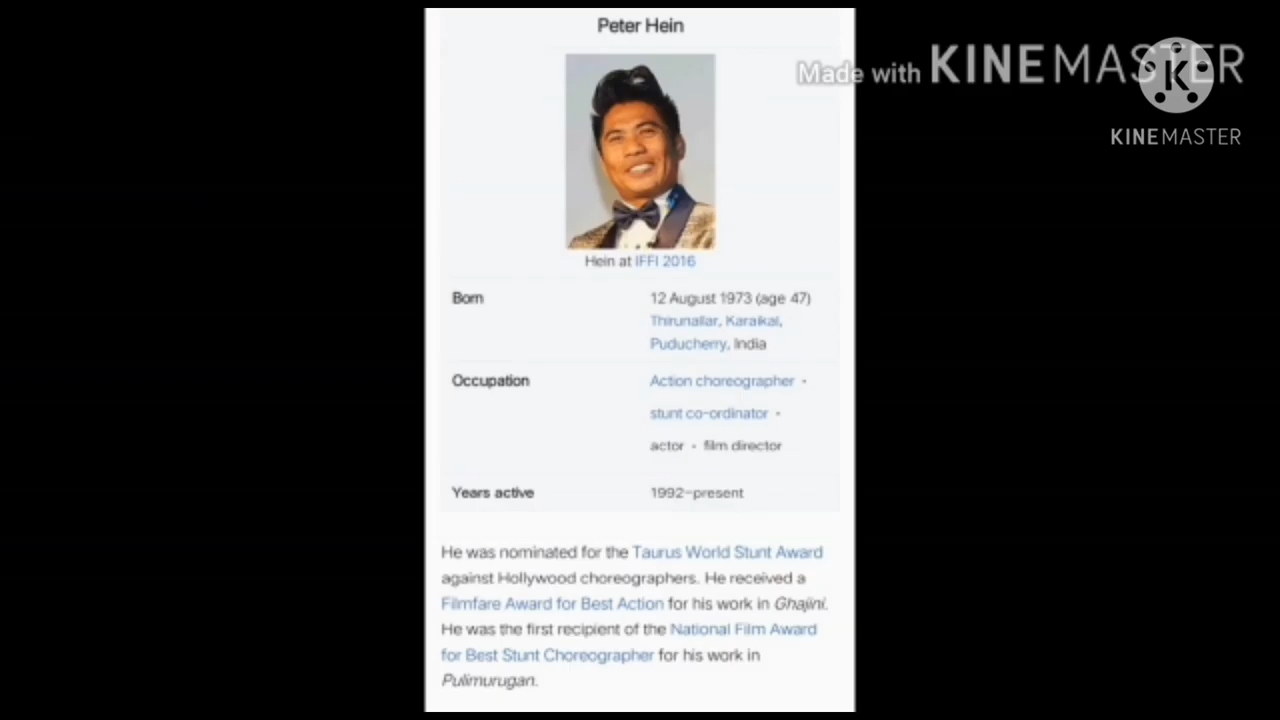 Peter Hein
Made with KINEMASTER
K
KINEMASTER
Hein at IFFI 2016
Born
12 August 1973 (age 47)
Thirunallar, Karaikal,
Puducherry, India
Occupation
Action choreographer •
stunt co-ordinator •
actor • film director
Years active
1992–present
He was nominated for the Taurus World Stunt Award
against Hollywood choreographers. He received a
Filmfare Award for Best Action for his work in Ghajini.
He was the first recipient of the National Film Award
for Best Stunt Choreographer for his work in
Pulimurugan.